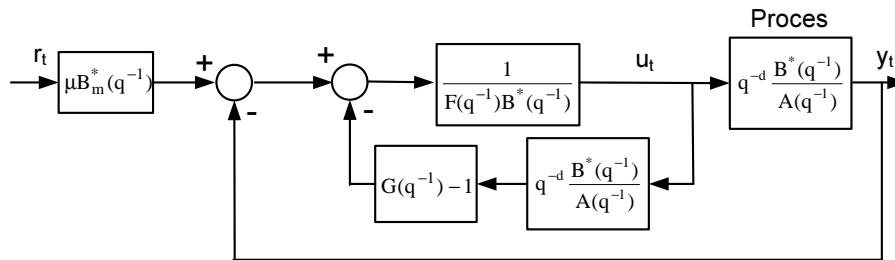 Proces
r_t
μB*_m(q⁻¹)
+
-
+
-
1
F(q⁻¹)B*(q⁻¹)
u_t
q⁻ᵈ B*(q⁻¹)
A(q⁻¹)
y_t
G(q⁻¹) – 1
q⁻ᵈ B*(q⁻¹)
A(q⁻¹)